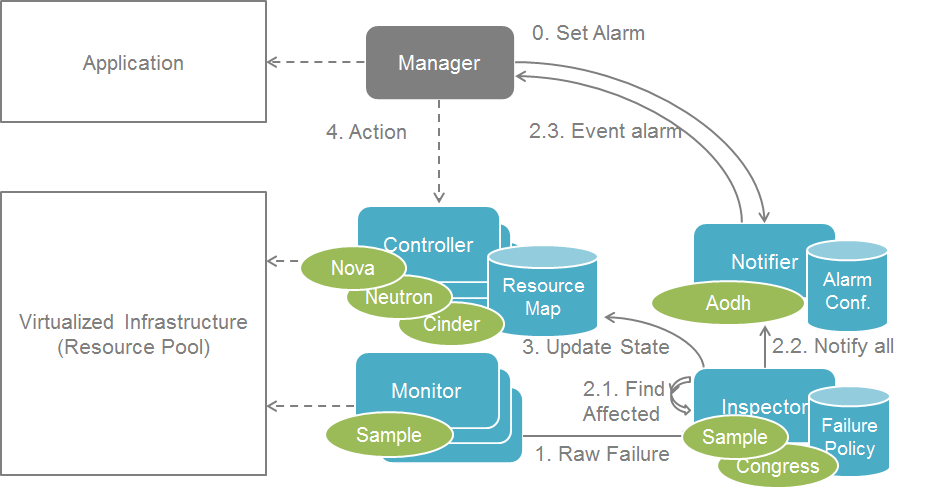 0. Set Alarm
Application
Manager
4. Action
2.3. Event alarm
Controller
Nova
Neutron
Cinder
Resource
Map
Notifier
Aodh
Alarm
Conf.
Virtualized Infrastructure
(Resource Pool)
3. Update State
2.2. Notify all
Monitor
Sample
2.1. Find
Affected
Inspector
Sample
Congress
Failure
Policy
1. Raw Failure